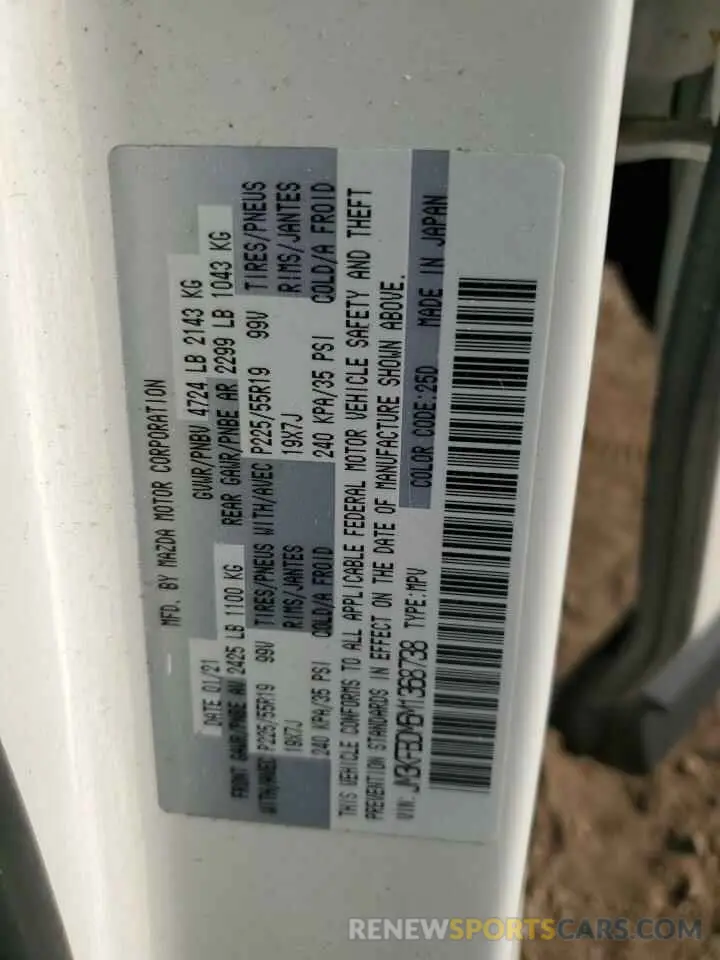 MFD. BY MAZDA MOTOR CORPORATION
DATE 01/21 GVWR/PNBV 4724 LB 2143 KG
FRONT GAWR/PNBE AV 2425 LB 1100 KG REAR GAWR/PNBE AR 2299 LB 1043 KG
WITH/AVEC P225/55R19 99V TIRES/PNEUS WITH/AVEC P225/55R19 99V TIRES/PNEUS
19X7J RIMS/JANTES 19X7J RIMS/JANTES
240 KPA/35 PSI COLD/A FROID 240 KPA/35 PSI COLD/A FROID
THIS VEHICLE CONFORMS TO ALL APPLICABLE FEDERAL MOTOR VEHICLE SAFETY AND THEFT
PREVENTION STANDARDS IN EFFECT ON THE DATE OF MANUFACTURE SHOWN ABOVE.
VIN: JM3KFBDM6M1368738 TYPE:MPV COLOR CODE:25D MADE IN JAPAN
RENEWSPORTSCARS.COM